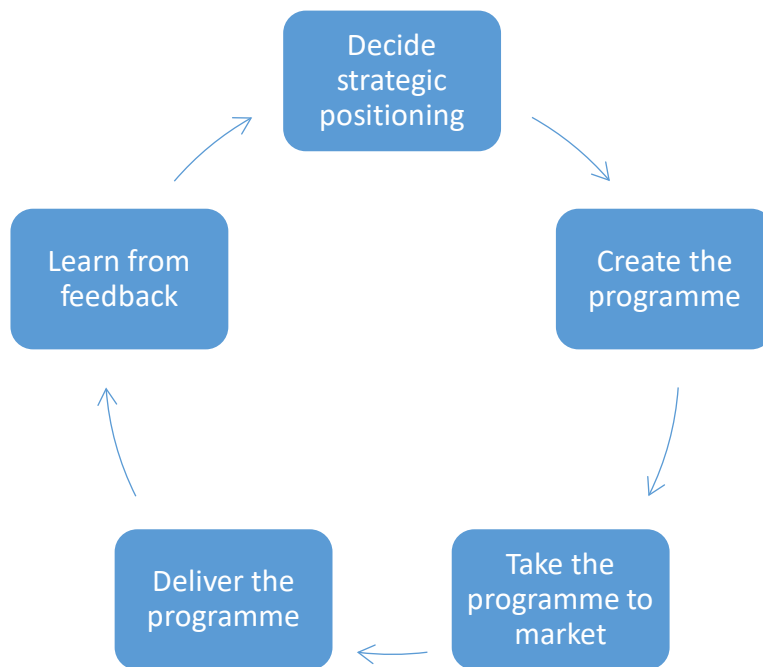 Decide
strategic
positioning
Create the
programme
Take the
programme to
market
Deliver the
programme
Learn from
feedback